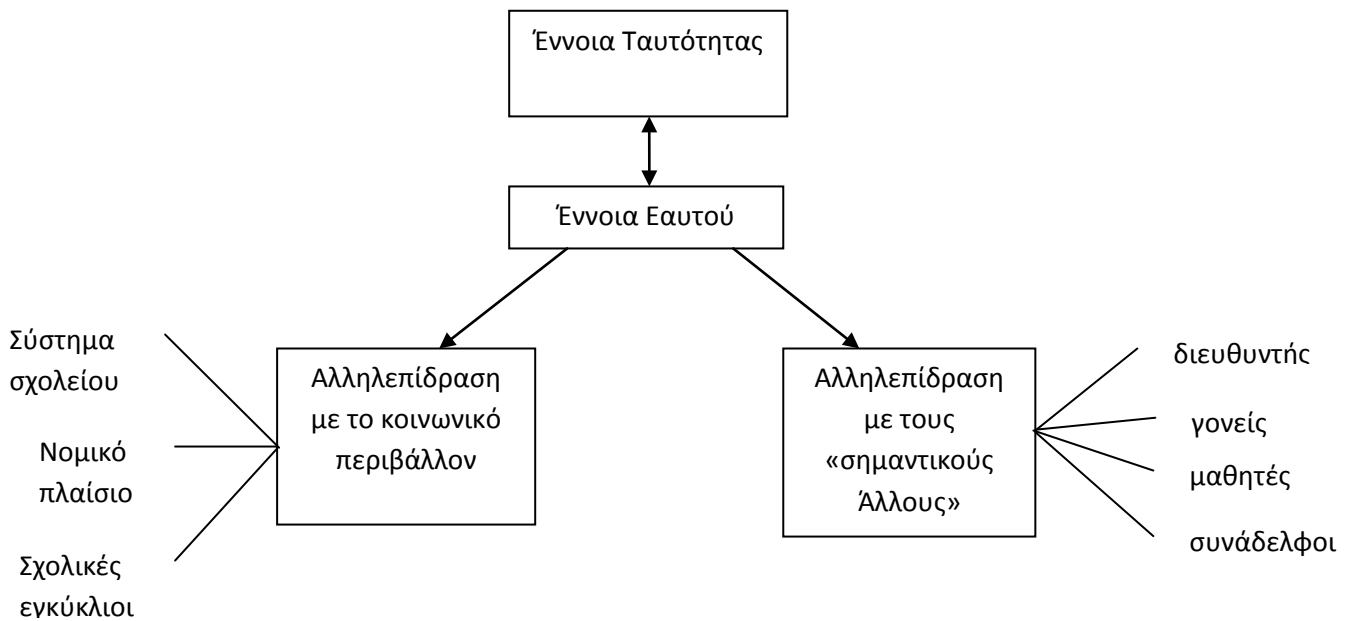 Έννοια Ταυτότητας
Έννοια Εαυτού
Σύστημα
σχολείου
Νομικό
πλαίσιο
Σχολικές
εγκύκλιοι
Αλληλεπίδραση
με το κοινωνικό
περιβάλλον
Αλληλεπίδραση
με τους
«σημαντικούς
Άλλους»
διευθυντής
γονείς
μαθητές
συνάδελφοι